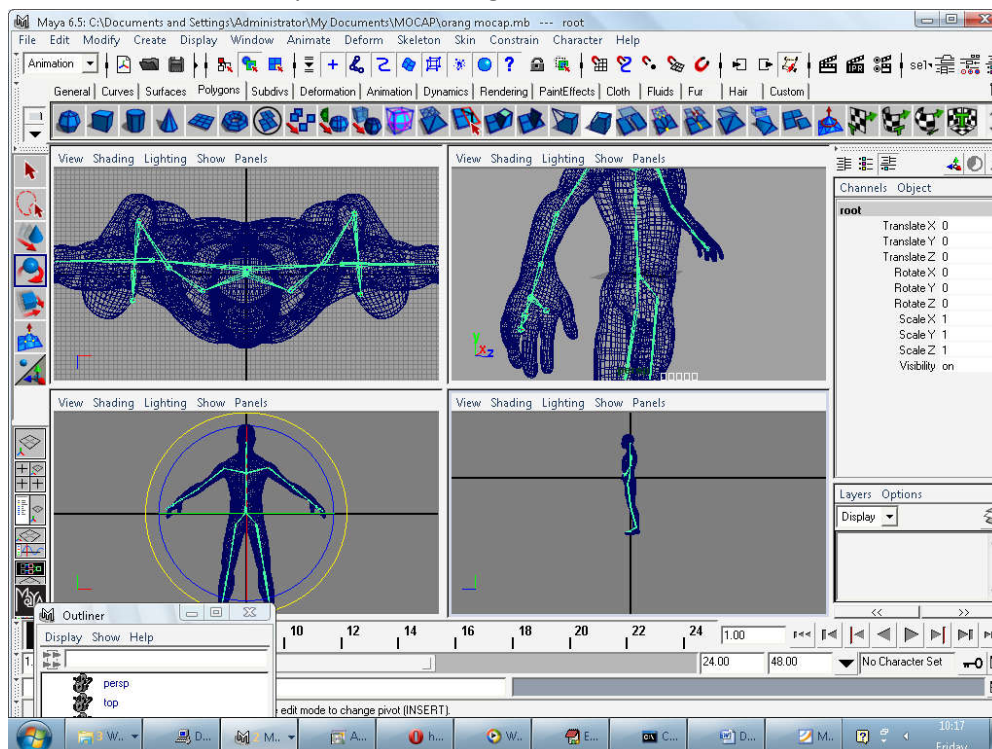 Maya 6.5: C:\Documents and Settings\Administrator\My Documents\MOCAP\orang mocap.mb --- root
File Edit Modify Create Display Window Animate Deform Skeleton Skin Constrain Character Help
Animation sel
General Curves Surfaces Polygons Subdivs Deformation Animation Dynamics Rendering PaintEffects Cloth Fluids Fur Hair Custom
View Shading Lighting Show Panels
View Shading Lighting Show Panels
Channels Object
root
Translate X 0
Translate Y 0
Translate Z 0
Rotate X 0
Rotate Y 0
Rotate Z 0
Scale X 1
Scale Y 1
Scale Z 1
Visibility on
y
x z
View Shading Lighting Show Panels
View Shading Lighting Show Panels
Layers Options
Display
<< >>
Outliner
Display Show Help
persp
top
10 12 14 16 18 20 22 24 1.00
24.00 48.00 No Character Set
edit mode to change pivot (INSERT).
3 W.. D... 2 M.. A... h... W.. E... C... D... M..
10:17
Friday